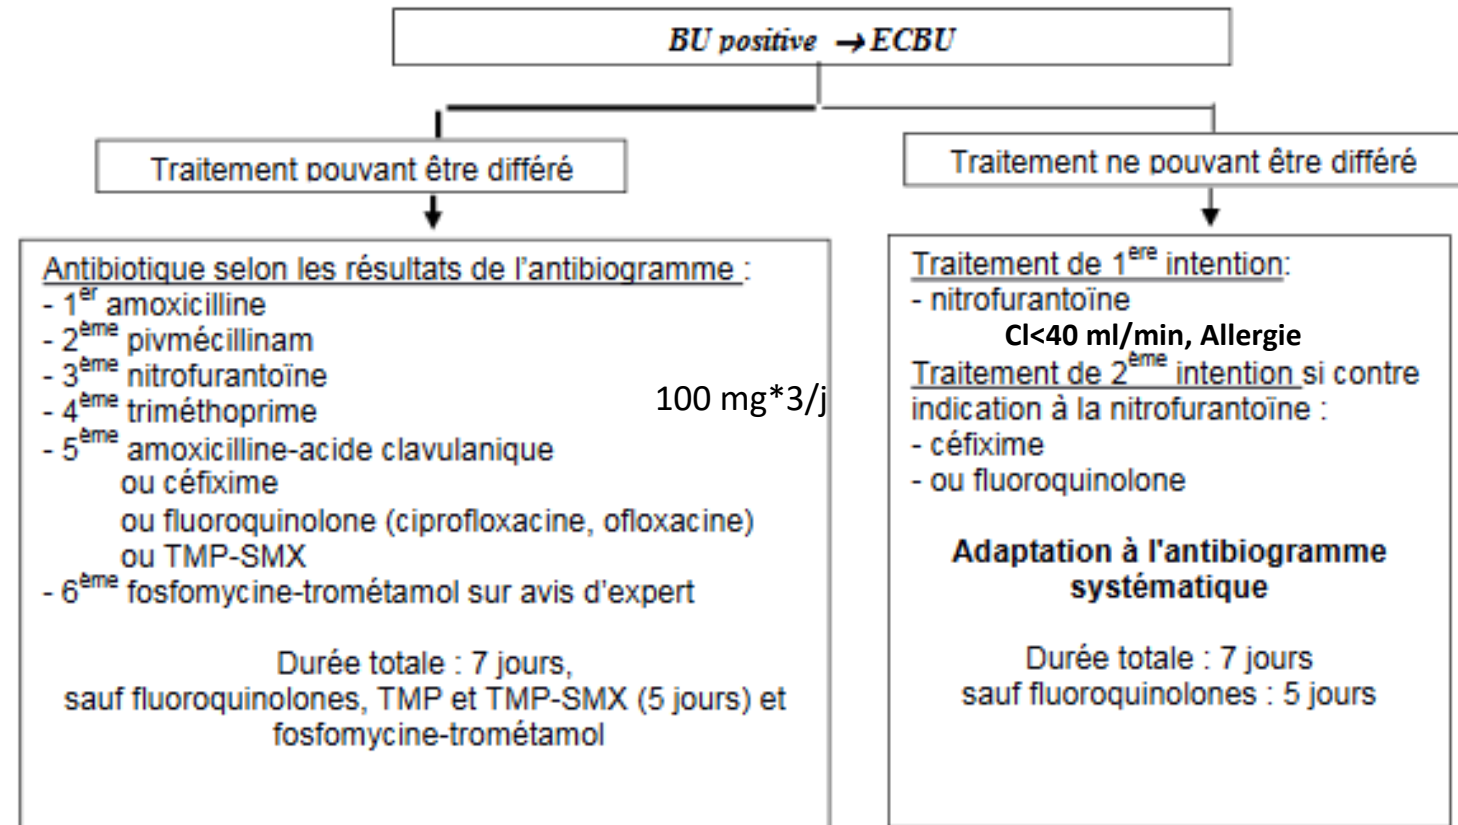 BU positive → ECBU
Traitement pouvant être différé
Antibiotique selon les résultats de l'antibiogramme :
- 1er amoxicilline
- 2ème pivmécillinam
- 3ème nitrofurantoïne
- 4ème triméthoprime
100 mg*3/j
- 5ème amoxicilline-acide clavulanique
ou céfixime
ou fluoroquinolone (ciprofloxacine, ofloxacine)
ou TMP-SMX
- 6ème fosfomycine-trométamol sur avis d'expert
Durée totale : 7 jours,
sauf fluoroquinolones, TMP et TMP-SMX (5 jours) et
fosfomycine-trométamol
Traitement ne pouvant être différé
Traitement de 1ere intention:
- nitrofurantoïne
Cl<40 ml/min, Allergie
Traitement de 2ème intention si contre
indication à la nitrofurantoïne :
- céfixime
- ou fluoroquinolone
Adaptation à l'antibiogramme
systématique
Durée totale : 7 jours
sauf fluoroquinolones : 5 jours